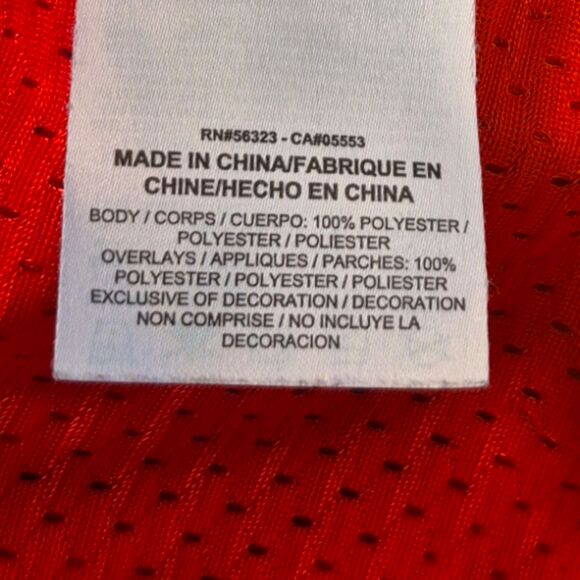 RN#56323 - CA#05553
MADE IN CHINA/FABRIQUE EN
CHINE/HECHO EN CHINA
BODY / CORPS / CUERPO: 100% POLYESTER /
POLYESTER / POLIESTER
OVERLAYS / APPLIQUES / PARCHES: 100%
POLYESTER / POLYESTER / POLIESTER
EXCLUSIVE OF DECORATION / DECORATION
NON COMPRISE / NO INCLUYE LA
DECORACION